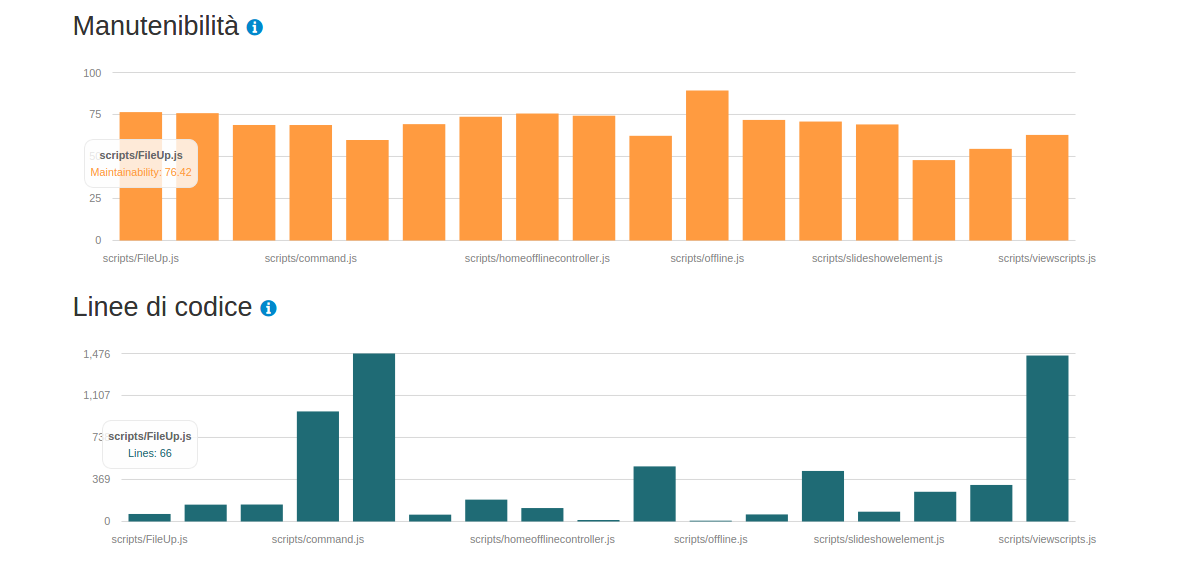 Manutenibilità
100
75
scripts/FileUp.js
Maintainability: 76.42
25
0
scripts/FileUp.js scripts/command.js scripts/homeofflinecontroller.js scripts/offline.js scripts/slideshowelement.js scripts/viewscripts.js
Linee di codice
1,476
1,107
scripts/FileUp.js
Lines: 66
369
0
scripts/FileUp.js scripts/command.js scripts/homeofflinecontroller.js scripts/offline.js scripts/slideshowelement.js scripts/viewscripts.js